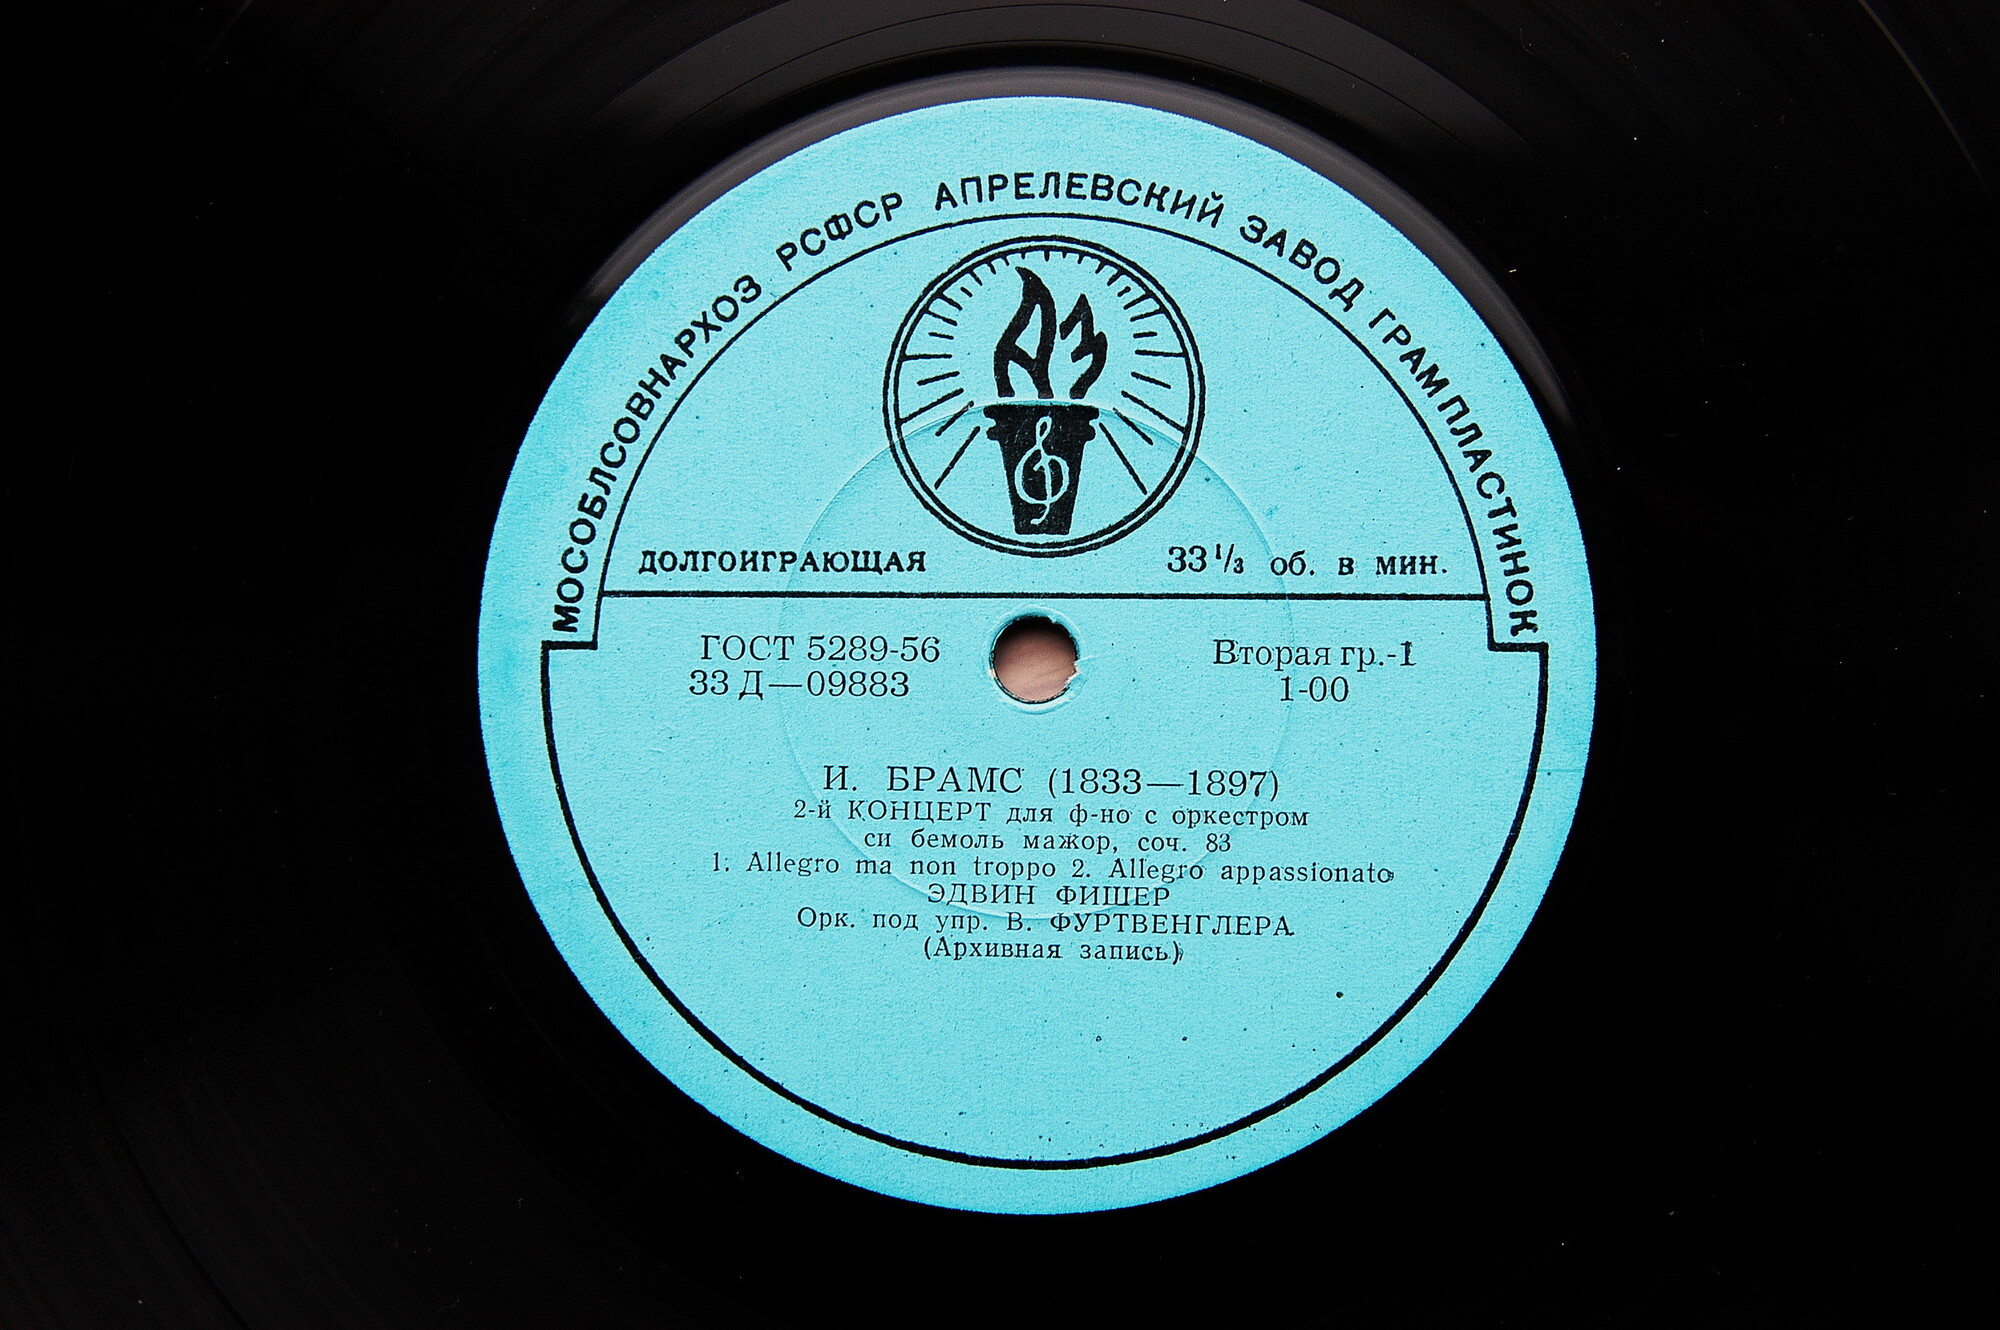 МОСОБЛСОВНАРХОЗ РСФСР АПРЕЛЕВСКИЙ ЗАВОД ГРАМПЛАСТИНОК
АЗ
ДОЛГОИГРАЮЩАЯ 33 1/3 об. в мин.
ГОСТ 5289-56 Вторая гр.-1
33 Д—09883 1-00
И. БРАМС (1833—1897)
2-й КОНЦЕРТ для ф-но с оркестром
си бемоль мажор, соч. 83
1. Allegro ma non troppo 2. Allegro appassionato
ЭДВИН ФИШЕР
Орк. под упр. В. ФУРТВЕНГЛЕРА
(Архивная запись)